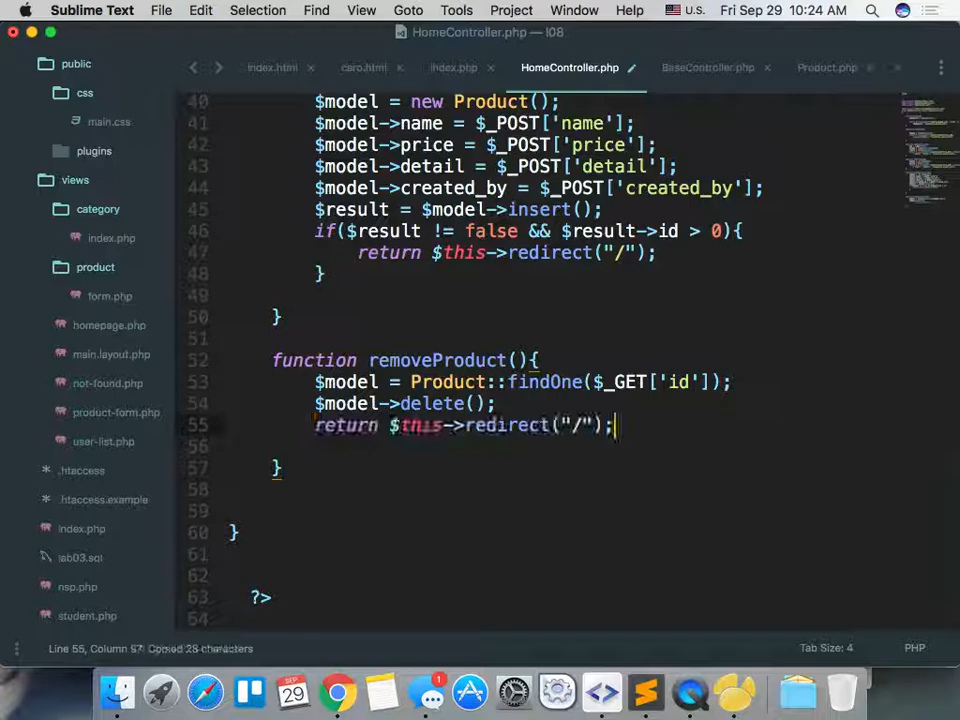 Sublime Text File Edit Selection Find View Goto Tools Project Window Help U.S. Fri Sep 29 10:24 AM
HomeController.php — l08
index.html × caro.html × index.php × HomeController.php BaseController.php × Product.php
public
css
main.css
plugins
views
category
index.php
product
form.php
homepage.php
main.layout.php
not-found.php
product-form.php
user-list.php
.htaccess
htaccess.example
index.php
lab03.sql
nsp.php
student.php
40 $model = new Product();
41 $model->name = $_POST['name'];
42 $model->price = $_POST['price'];
43 $model->detail = $_POST['detail'];
44 $model->created_by = $_POST['created_by'];
45 $result = $model->insert();
46 if($result != false && $result->id > 0){
47 return $this->redirect("/");
48 }
49
50 }
51
52 function removeProduct(){
53 $model = Product::findOne($_GET['id']);
54 $model->delete();
55 return $this->redirect("/");
56
57 }
58
59
60 }
61
62
63 ?>
Line 55, Column 37 Copied 28 characters
Tab Size: 4 PHP
SEP
29
1